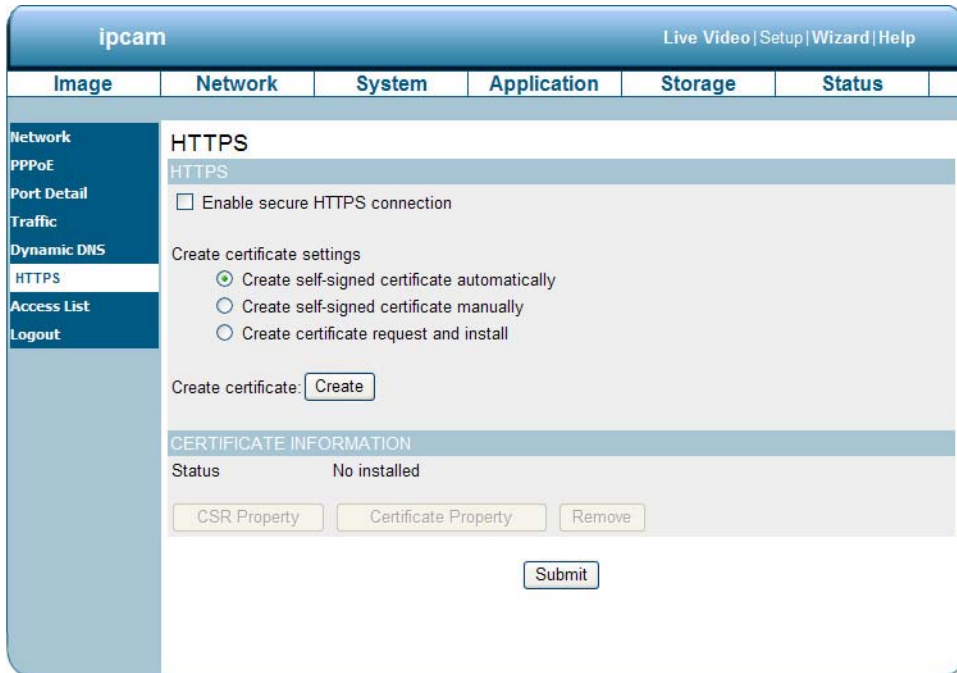 ipcam
Live Video|Setup|Wizard|Help
Image Network System Application Storage Status
Network
PPPoE
Port Detail
Traffic
Dynamic DNS
HTTPS
Access List
Logout
HTTPS
HTTPS
Enable secure HTTPS connection
Create certificate settings
Create self-signed certificate automatically
Create self-signed certificate manually
Create certificate request and install
Create certificate: Create
CERTIFICATE INFORMATION
Status No installed
CSR Property Certificate Property Remove
Submit